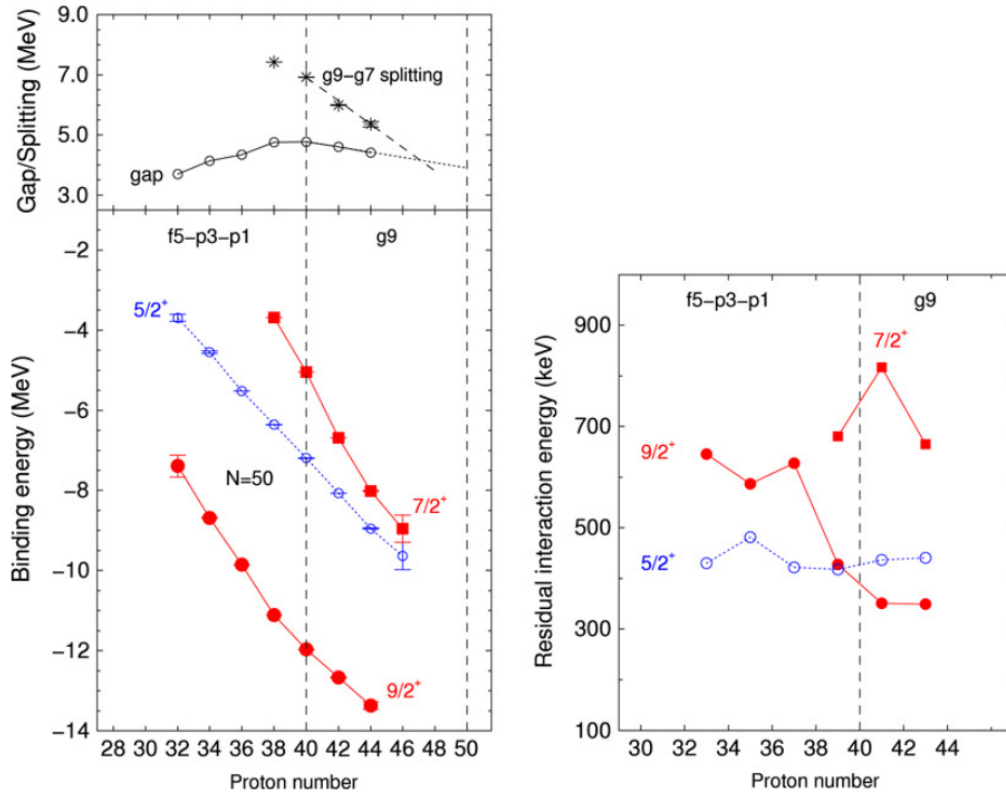 9.0
7.0
5.0
3.0
Gap/Splitting (MeV)
g9−g7 splitting
gap
f5−p3−p1
g9
−2
−4
−6
−8
−10
−12
−14
Binding energy (MeV)
5/2+
N=50
7/2+
9/2+
28 30 32 34 36 38 40 42 44 46 48 50
Proton number
f5−p3−p1
g9
900
700
500
300
100
Residual interaction energy (keV)
7/2+
9/2+
5/2+
30 32 34 36 38 40 42 44
Proton number